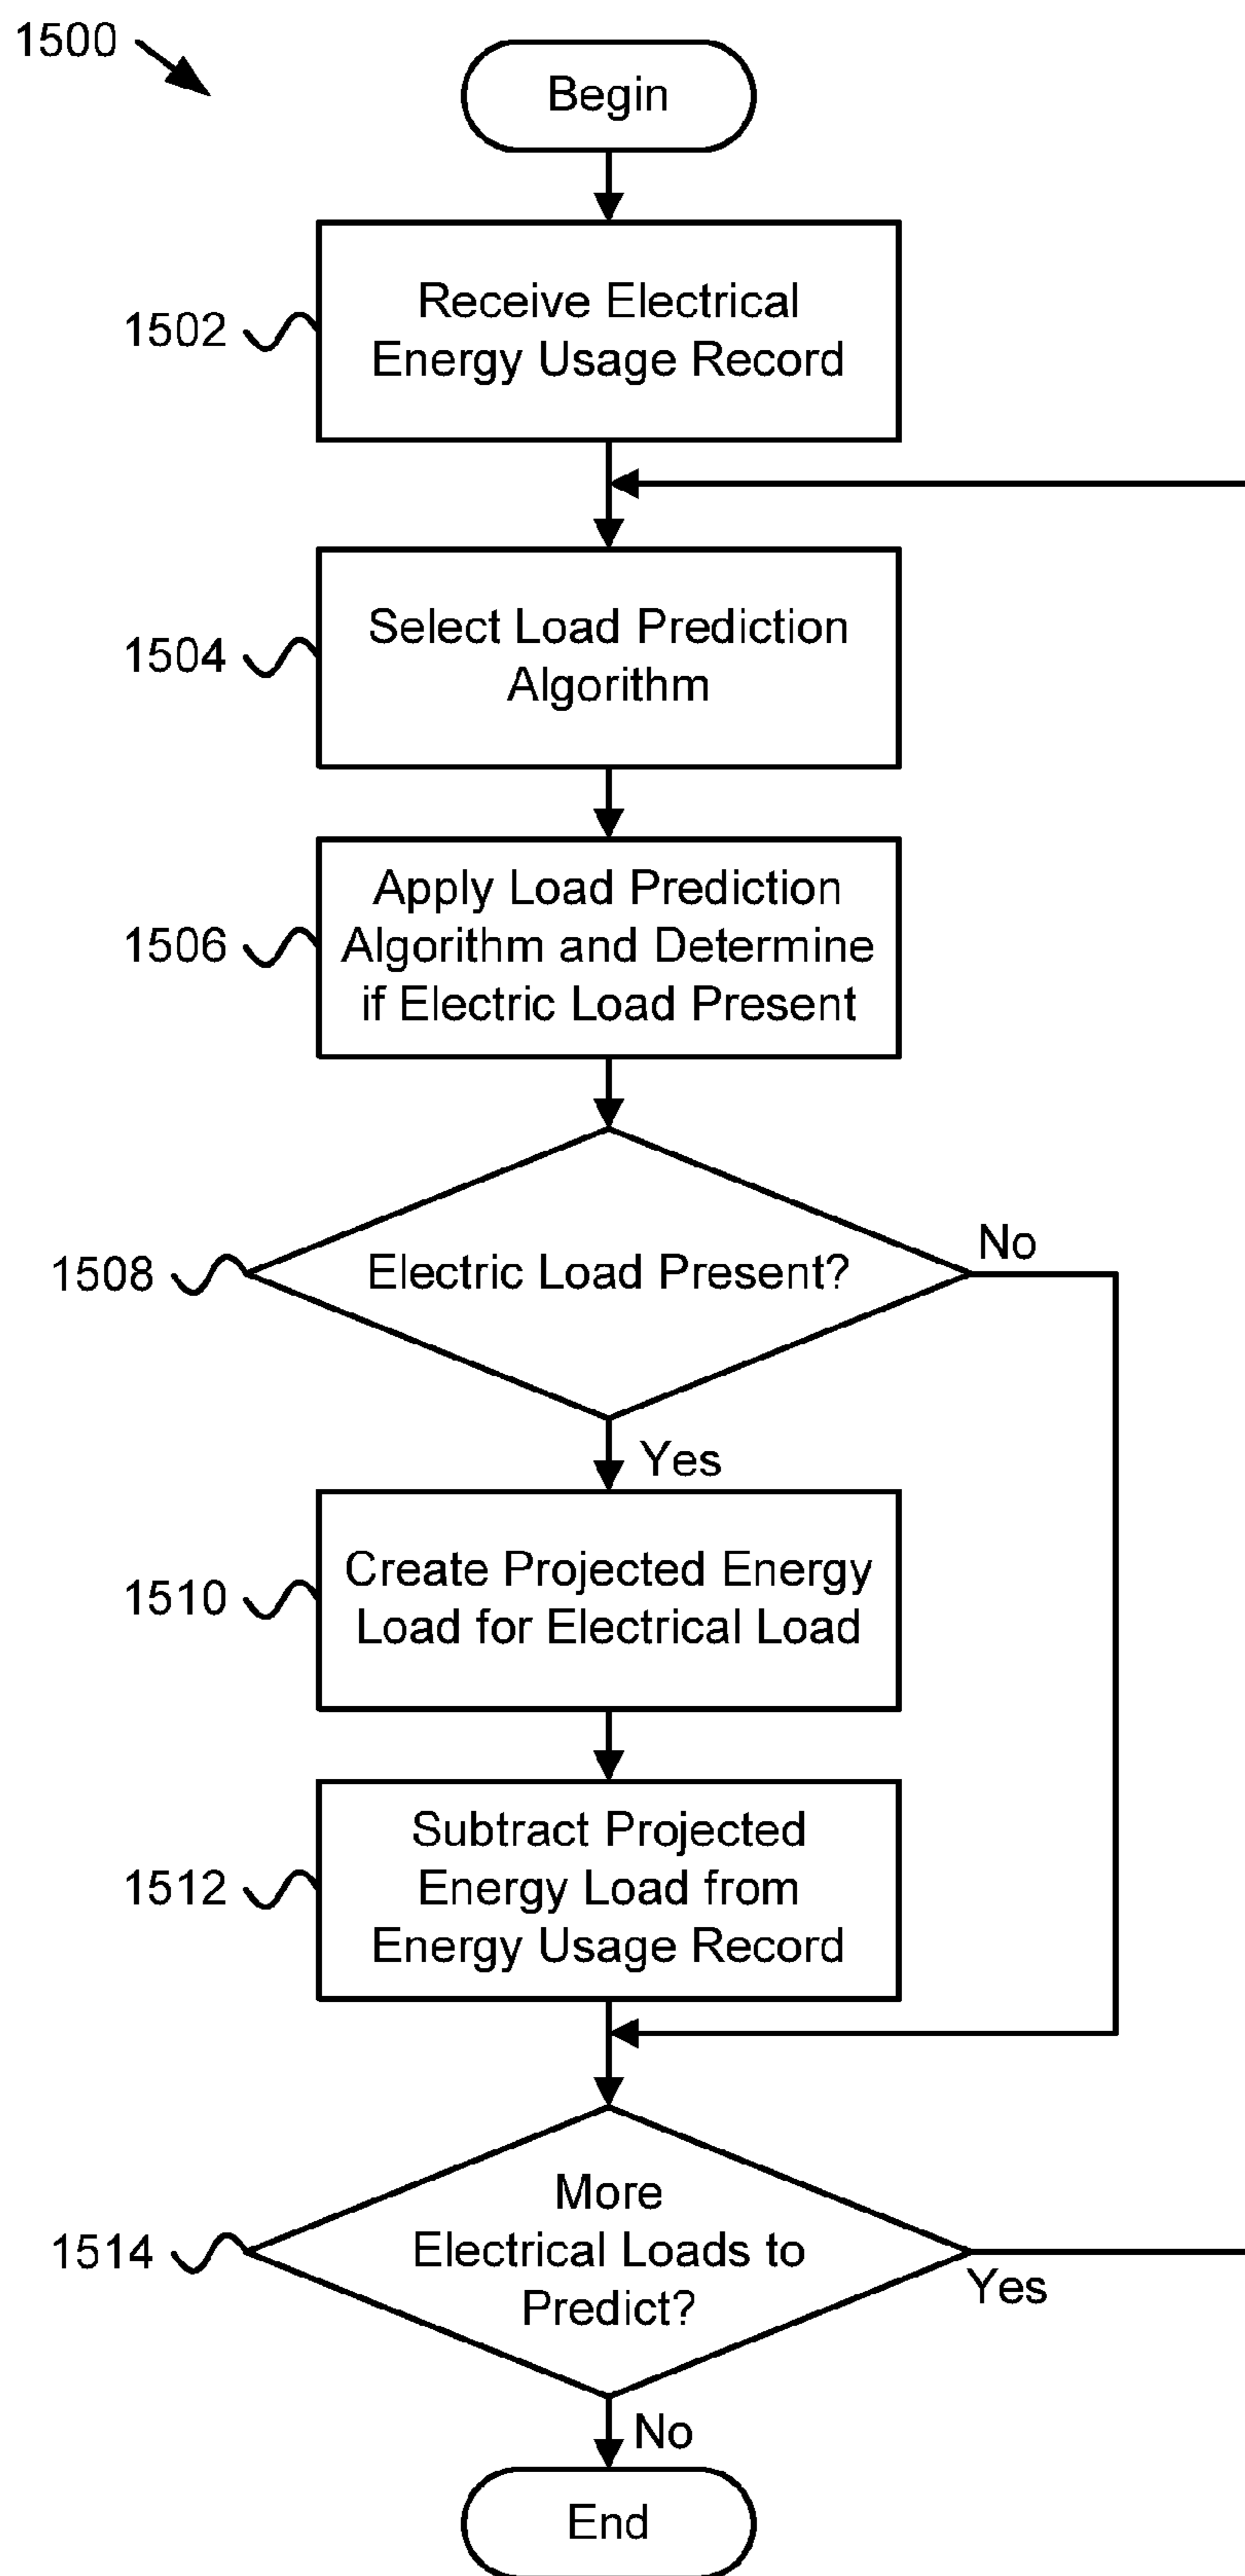 1500
Begin
1502
Receive Electrical
Energy Usage Record
1504
Select Load Prediction
Algorithm
1506
Apply Load Prediction
Algorithm and Determine
if Electric Load Present
1508
Electric Load Present?
No
Yes
1510
Create Projected Energy
Load for Electrical Load
1512
Subtract Projected
Energy Load from
Energy Usage Record
1514
More
Electrical Loads to
Predict?
Yes
No
End